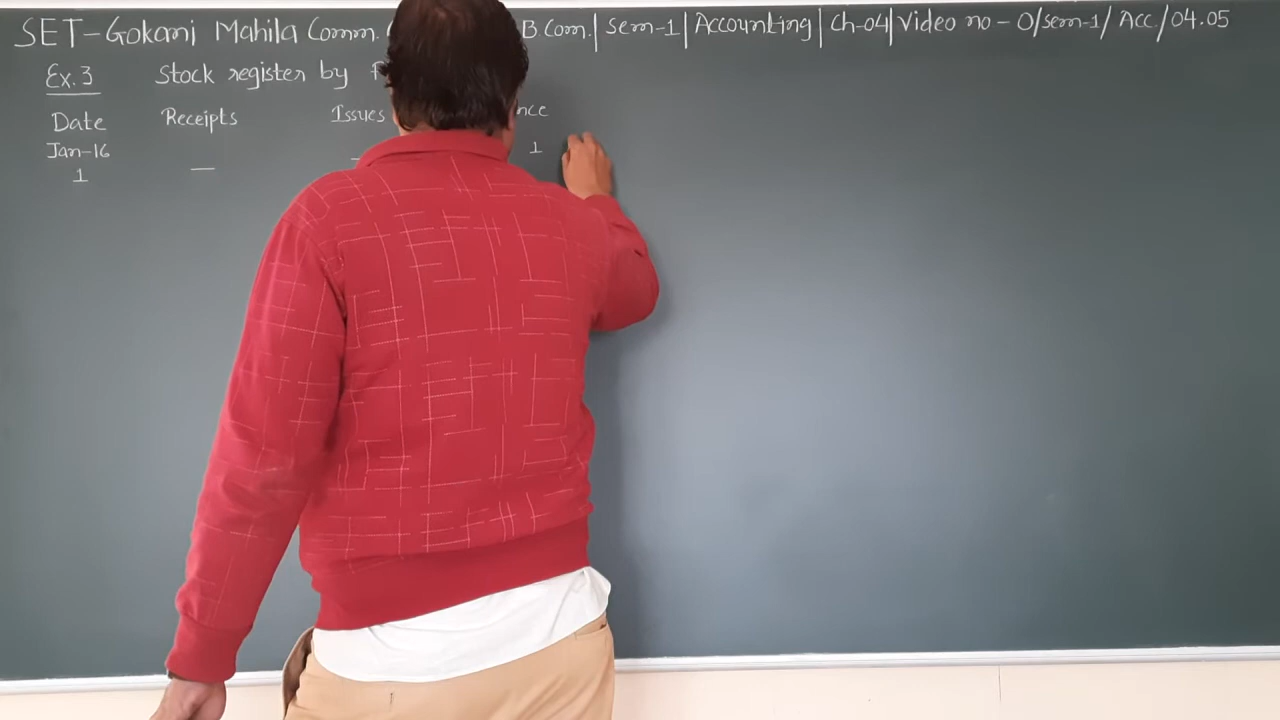 SET-Gokani Mahila Comm. B.Com. | Sem-1 | Accounting | Ch-04 | Video no - O/sem-1/ Acc./04.05
Ex. 3 Stock register by
Date Receipts Issues nce
Jan-16 — — 1
1